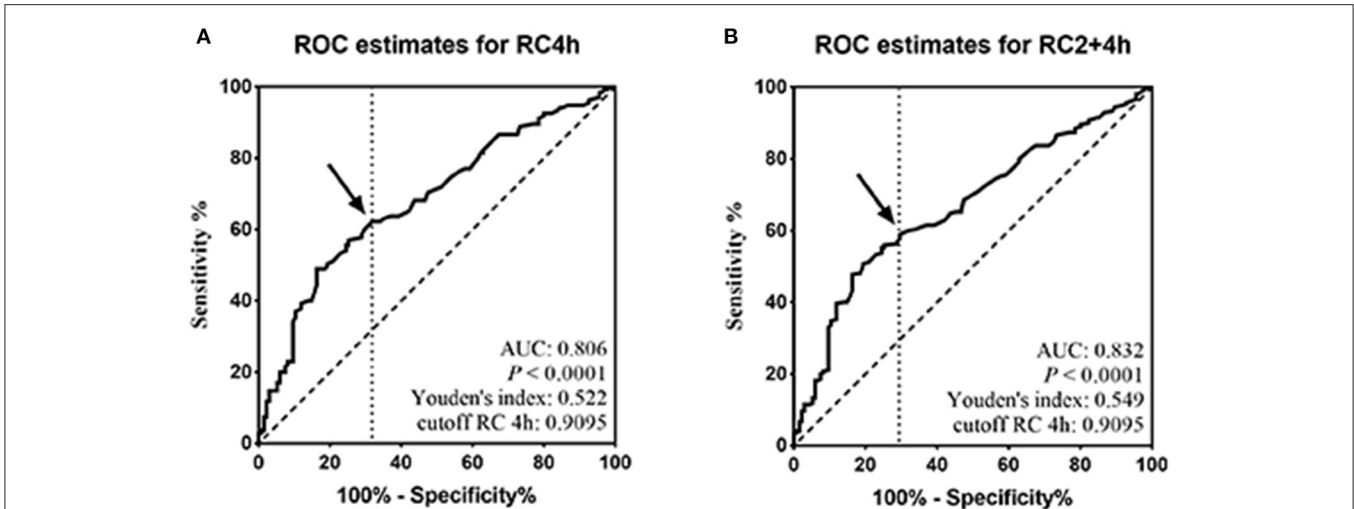 A
ROC estimates for RC4h
100
80
60
40
20
0
Sensitivity %
AUC: 0.806
P < 0.0001
Youden's index: 0.522
cutoff RC 4h: 0.9095
0 20 40 60 80 100
100% - Specificity%
B
ROC estimates for RC2+4h
100
80
60
40
20
0
Sensitivity %
AUC: 0.832
P < 0.0001
Youden's index: 0.549
cutoff RC 4h: 0.9095
0 20 40 60 80 100
100% - Specificity%